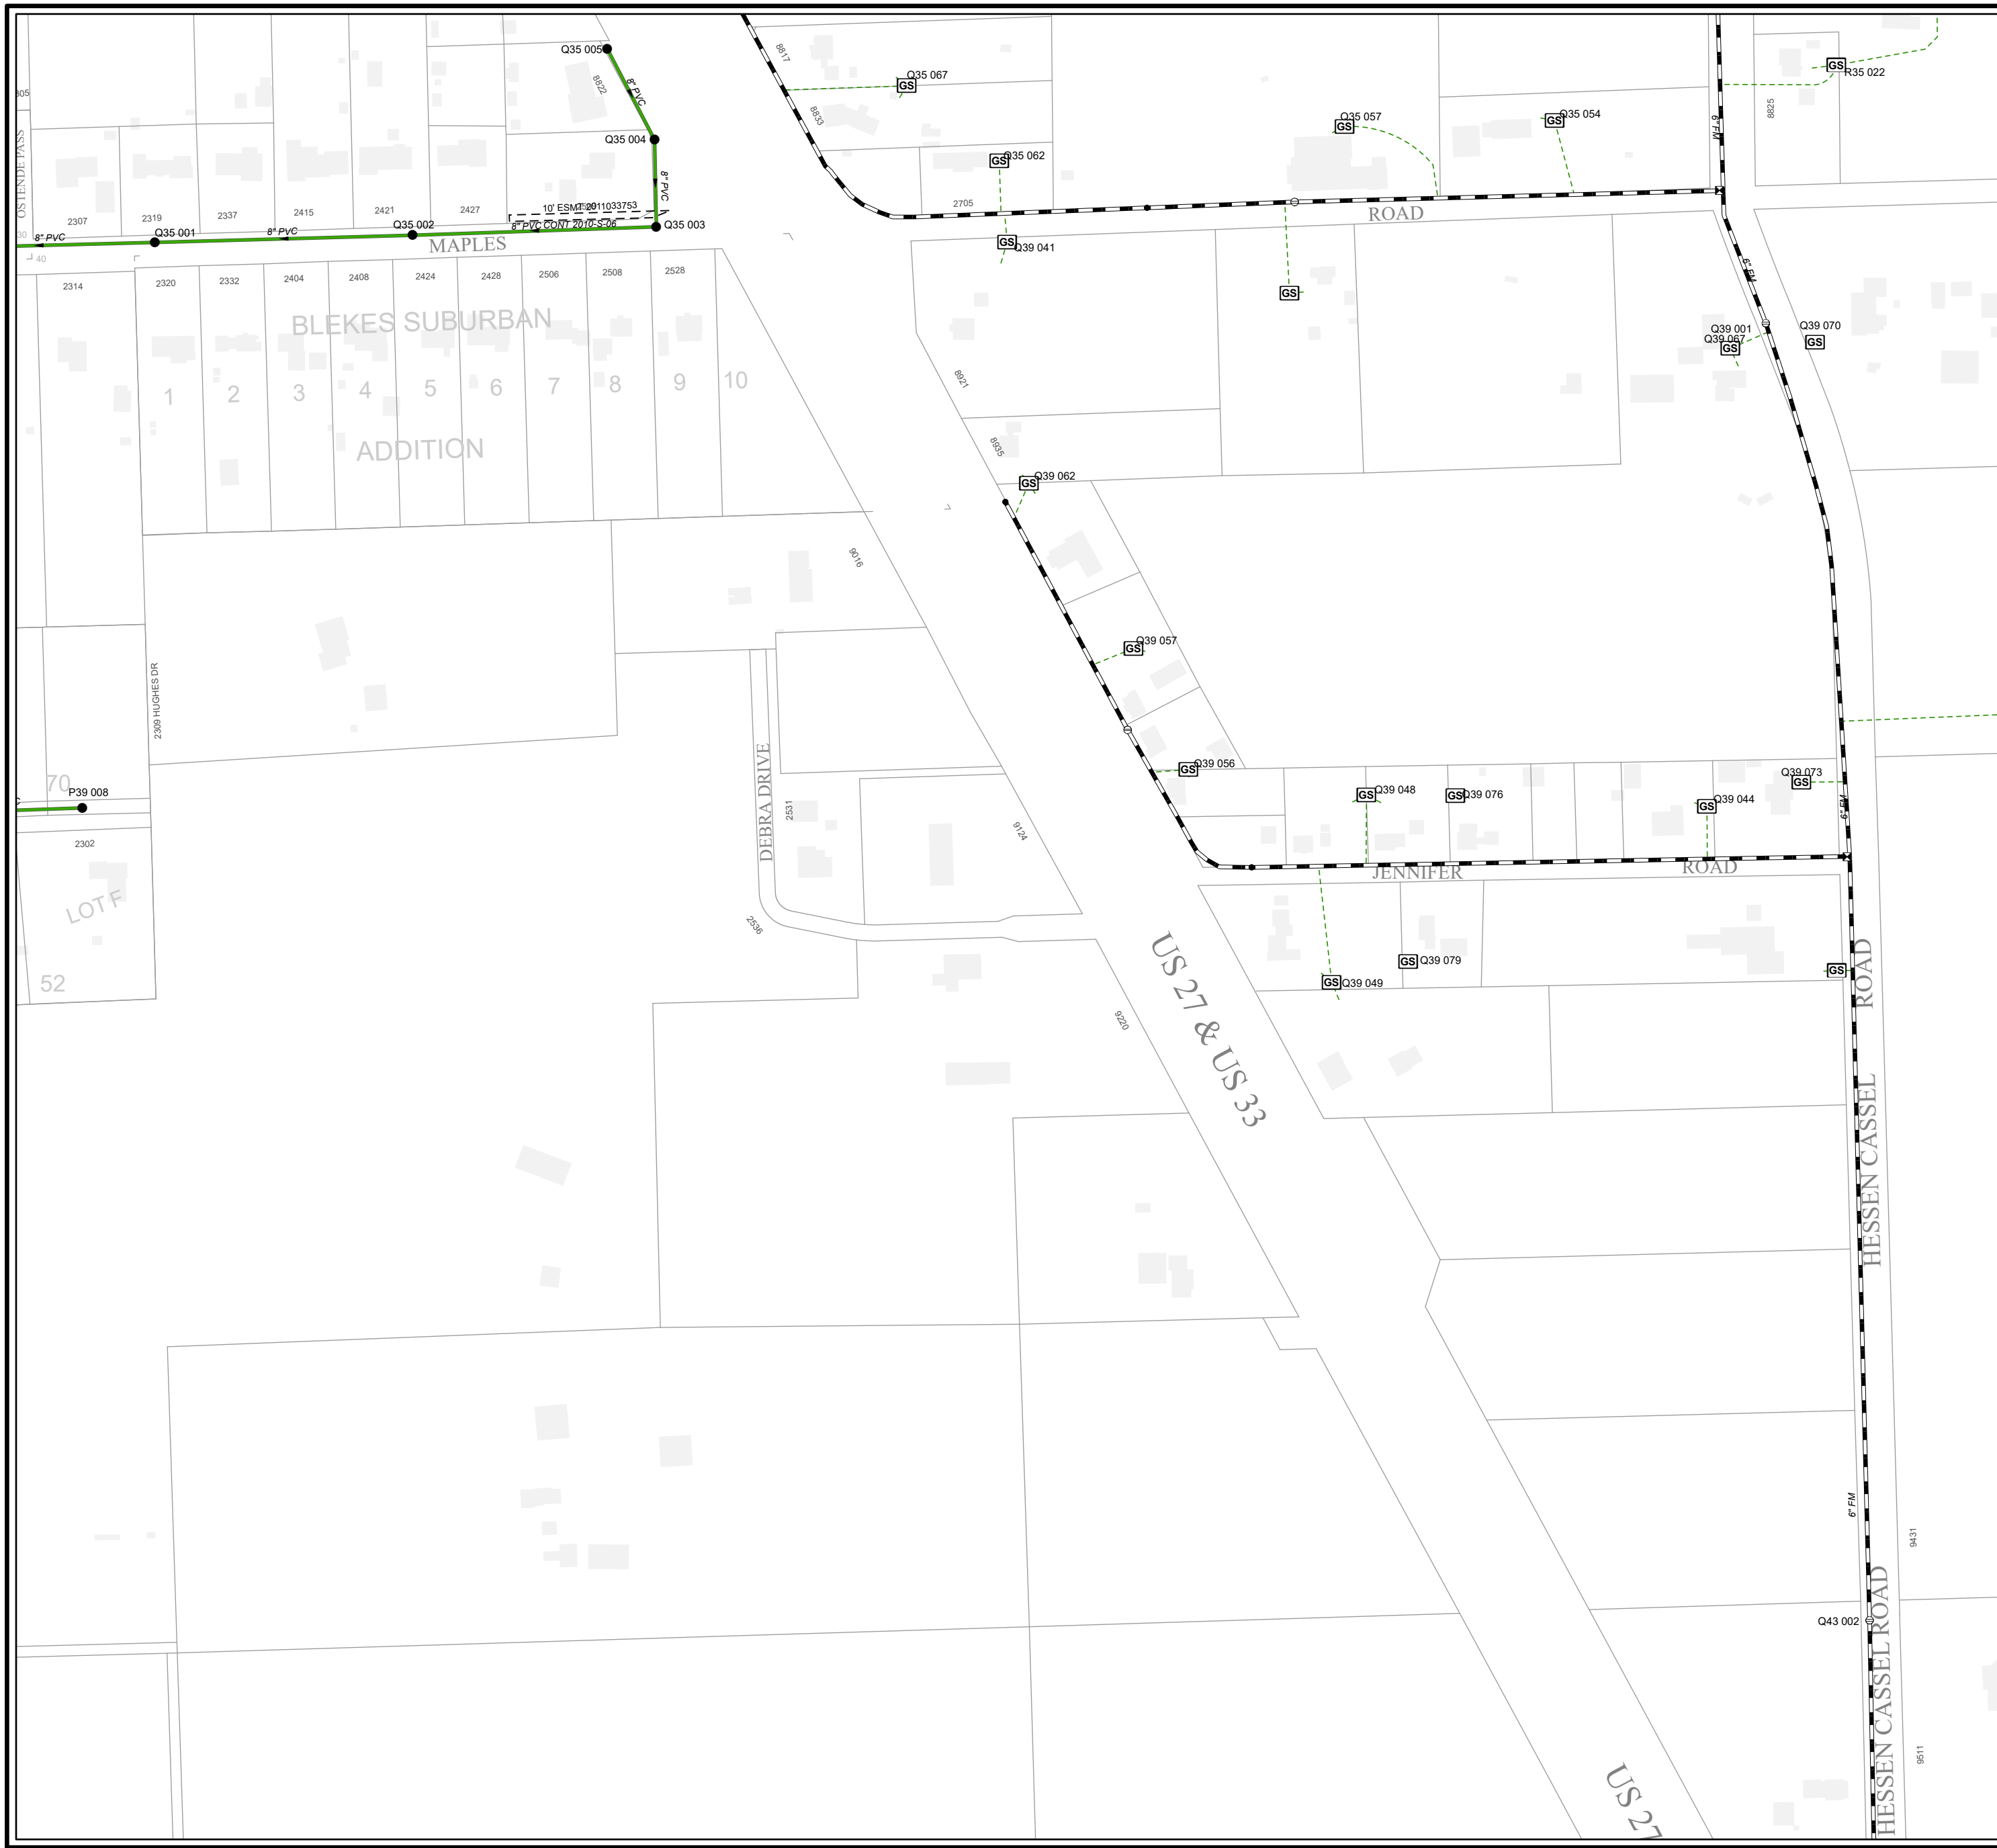 Q35 005
8" PVC
8822
8817
8833
Q35 067
Q35 057
Q35 054
GS
GS
GS
GS
R35 022
8825
6" FM
805
OSTENDE PASS
Q35 004
8" PVC
Q35 062
GS
2307
2319
2337
2415
2421
2427
10' ESMT 2011033753
2705
ROAD
30
8" PVC
Q35 001
8" PVC
Q35 002
8" PVC CONT 2010-S-06
Q35 003
MAPLES
40
GS
Q39 041
2314
2320
2332
2404
2408
2424
2428
2506
2508
2528
GS
6" FM
BLEKES SUBURBAN
Q39 001
Q39 067
GS
Q39 070
GS
1
2
3
4
5
6
7
8
9
10
8921
ADDITION
8935
Q39 062
GS
7
9016
Q39 057
GS
2309 HUGHES DR
DEBRA DRIVE
70
P39 008
2302
2531
9124
Q39 056
GS
Q39 048
GS
Q39 076
GS
Q39 044
GS
Q39 073
GS
6" FM
JENNIFER
ROAD
LOT F
52
2536
9220
US 27 & US 33
Q39 049
GS
Q39 079
GS
GS
ROAD
HESSEN CASSEL
6" FM
9431
Q43 002
HESSEN CASSEL ROAD
9511
US 27